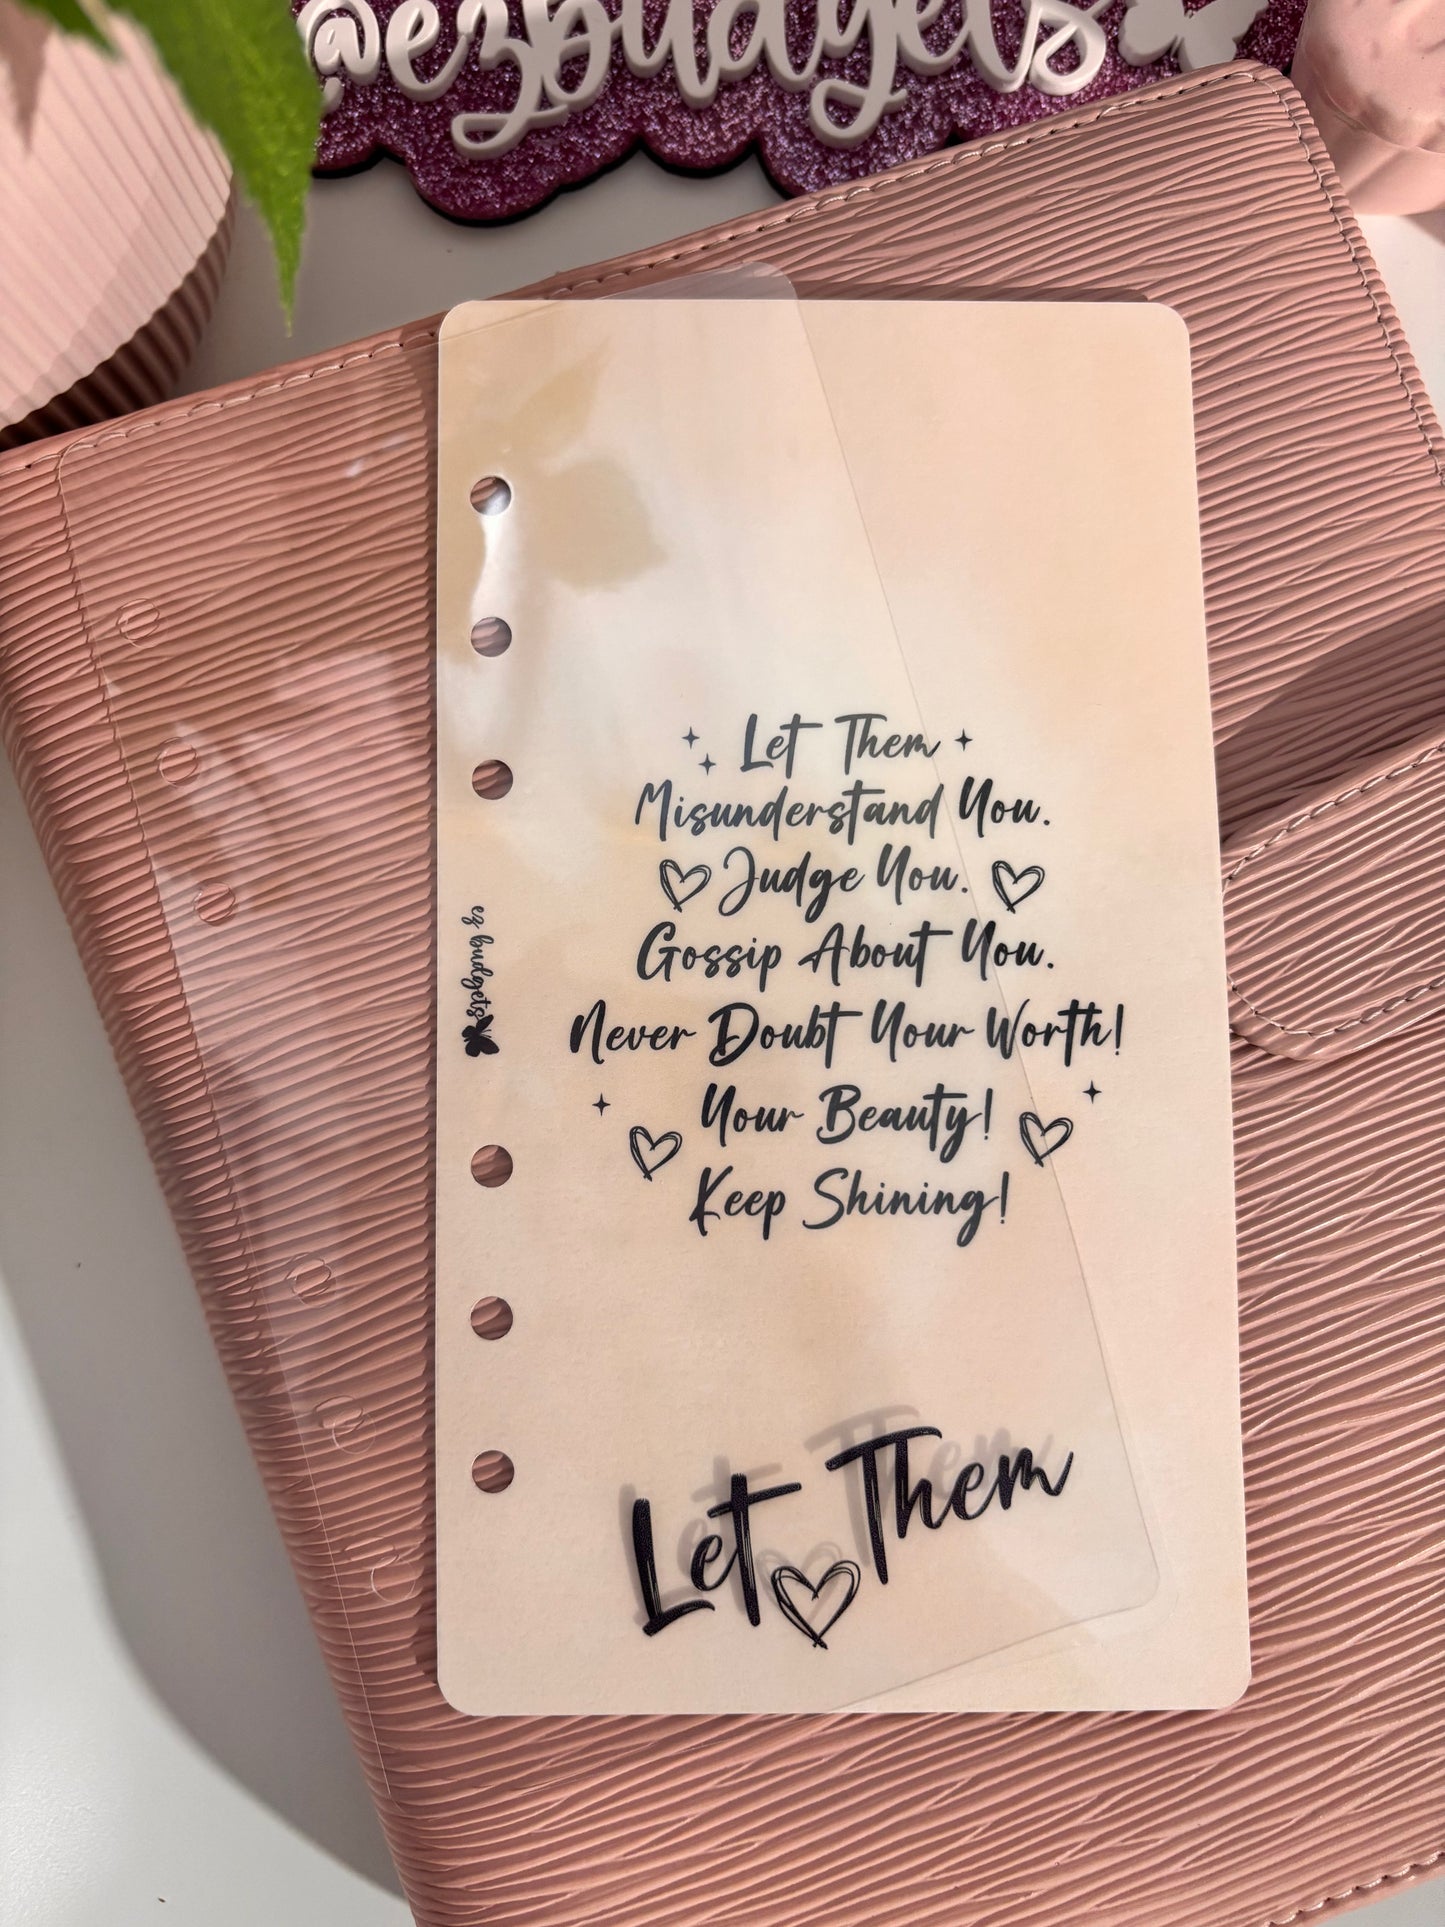 @ezbudgets
Let Them
Misunderstand You.
Judge You.
Gossip About You.
Never Doubt Your Worth!
Your Beauty!
Keep Shining!
ez budgets
Let Them